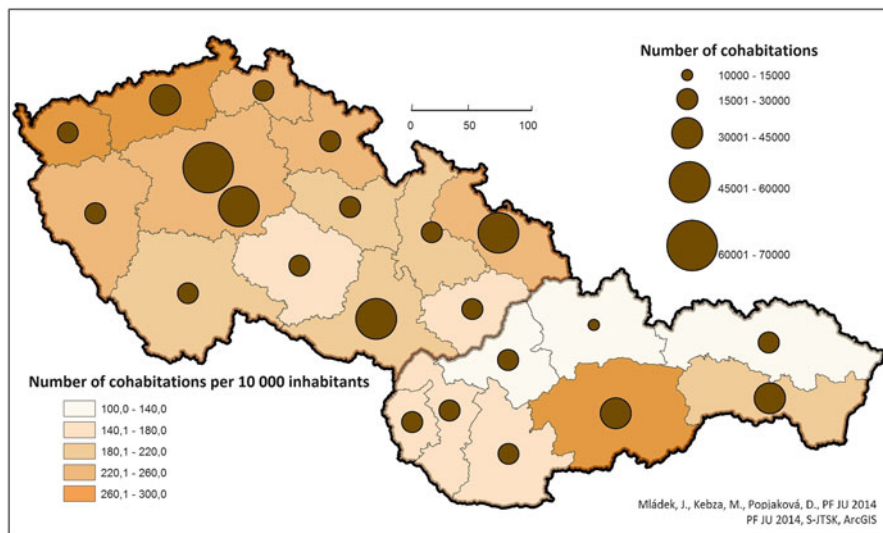 Number of cohabitations
10000 - 15000
15001 - 30000
30001 - 45000
45001 - 60000
60001 - 70000
0 50 100
Number of cohabitations per 10 000 inhabitants
100,0 - 140,0
140,1 - 180,0
180,1 - 220,0
220,1 - 260,0
260,1 - 300,0
Mládek, J., Kebza, M., Popjaková, D., PF JU 2014
PF JU 2014, S-JTSK, ArcGIS